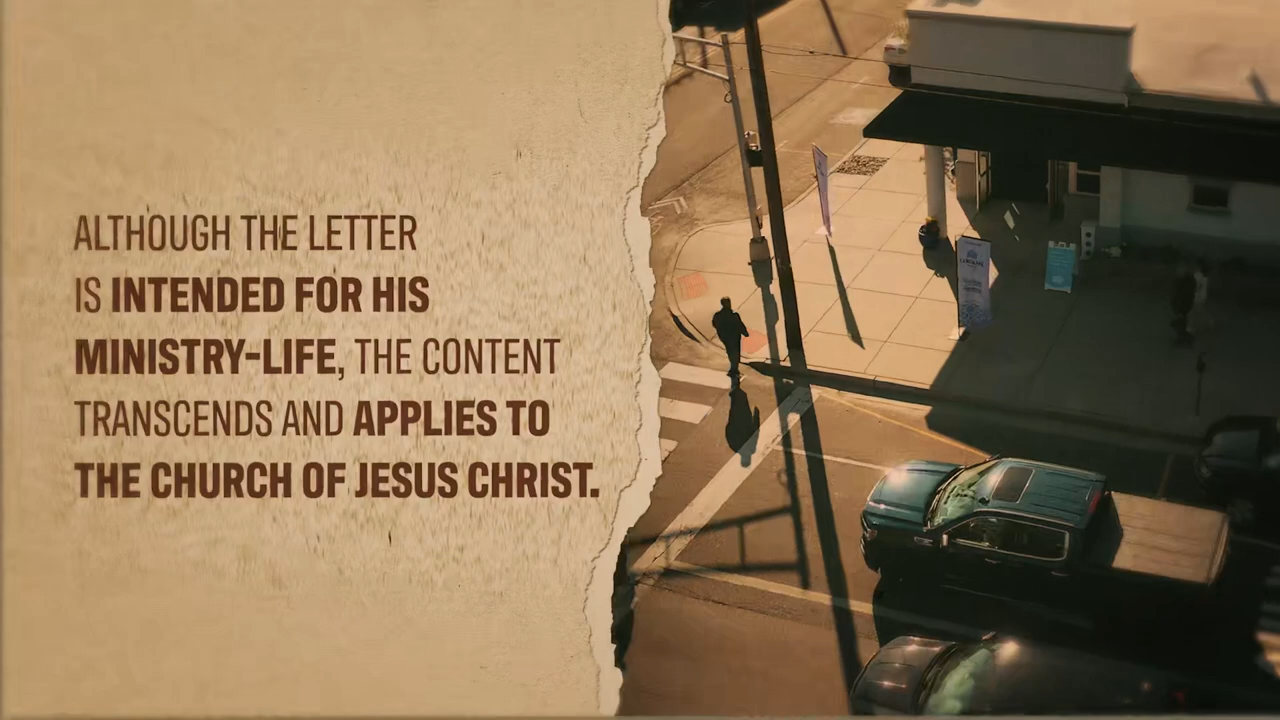 ALTHOUGH THE LETTER
IS INTENDED FOR HIS
MINISTRY-LIFE, THE CONTENT
TRANSCENDS AND APPLIES TO
THE CHURCH OF JESUS CHRIST.